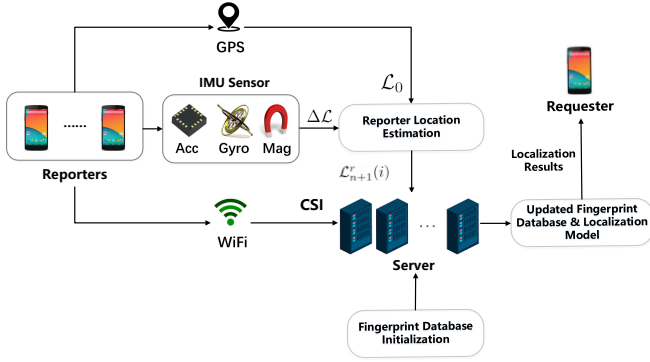 GPS
IMU Sensor
Acc Gyro Mag
Reporters
Δℒ
ℒ₀
Reporter Location
Estimation
ℒʳₙ₊₁(i)
Requester
Localization
Results
WiFi
CSI
......
...
Server
Updated Fingerprint
Database & Localization
Model
Fingerprint Database
Initialization